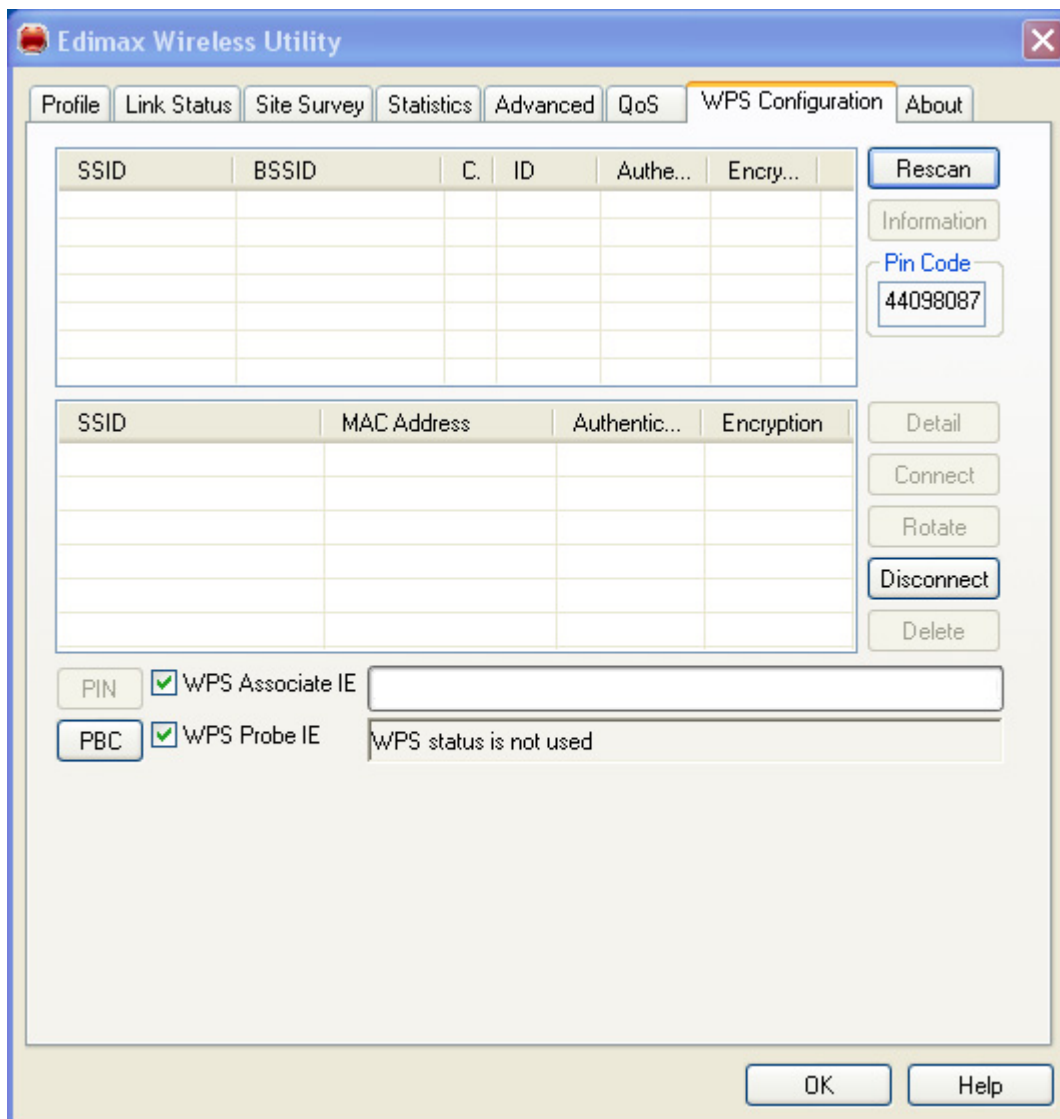 Edimax Wireless Utility
Profile Link Status Site Survey Statistics Advanced QoS WPS Configuration About
SSID BSSID C. ID Authe... Encry...
Rescan
Information
Pin Code
44098087
SSID MAC Address Authentic... Encryption
Detail
Connect
Rotate
Disconnect
Delete
PIN WPS Associate IE
PBC WPS Probe IE WPS status is not used
OK Help